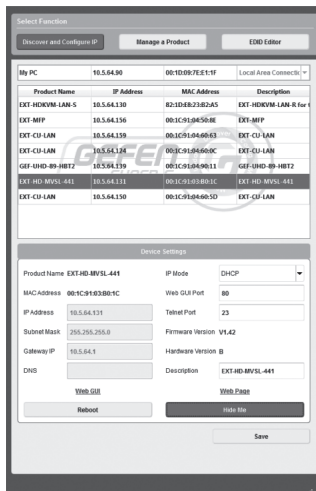 Select Function
Discover and Configure IP Manage a Product EDID Editor
My PC 10.5.64.90 00:1D:09:7E:E1:1F Local Area Connectio
Product Name IP Address MAC Address Description
EXT-HDKVM-LAN-S 10.5.64.130 82:1D:E8:23:B2:A5 EXT-HDKVM-LAN-R for
EXT-MFP 10.5.64.156 00:1C:91:04:50:8E EXT-MFP
EXT-CU-LAN 10.5.64.159 00:1C:91:04:60:63 EXT-CU-LAN
EXT-CU-LAN 10.5.64.124 00:1C:91:04:60:0C EXT-CU-LAN
GEF-UHD-89-HBT2 10.5.64.139 00:1C:91:04:90:11 GEF-UHD-89-HBT2
EXT-HD-MVSL-441 10.5.64.131 00:1C:91:03:B0:1C EXT-HD-MVSL-441
EXT-CU-LAN 10.5.64.150 00:1C:91:04:60:5D EXT-CU-LAN
GEFEN
Device Settings
Product Name EXT-HD-MVSL-441 IP Mode DHCP
MAC Address 00:1C:91:03:B0:1C Web GUI Port 80
IP Address 10.5.64.131 Telnet Port 23
Subnet Mask 255.255.255.0 Firmware Version V1.42
Gateway IP 10.5.64.1 Hardware Version B
DNS Description EXT-HD-MVSL-441
Web GUI Web Page
Reboot Hide Me
Save